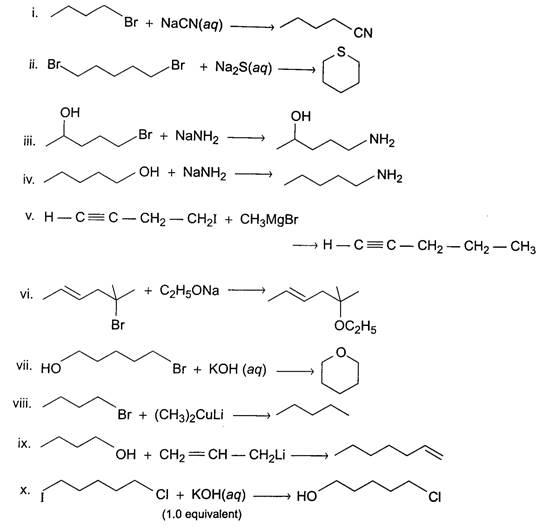 i. Br + NaCN(aq) ⟶ CN
ii. Br Br + Na₂S(aq) ⟶ S
iii. OH Br + NaNH₂ ⟶ OH NH₂
iv. OH + NaNH₂ ⟶ NH₂
v. H — C≡C — CH₂ — CH₂I + CH₃MgBr
⟶ H — C≡C — CH₂ — CH₂ — CH₃
vi. Br + C₂H₅ONa ⟶ OC₂H₅
vii. HO Br + KOH (aq) ⟶ O
viii. Br + (CH₃)₂CuLi ⟶
ix. OH + CH₂=CH — CH₂Li ⟶
x. I Cl + KOH(aq) ⟶ HO Cl
(1.0 equivalent)